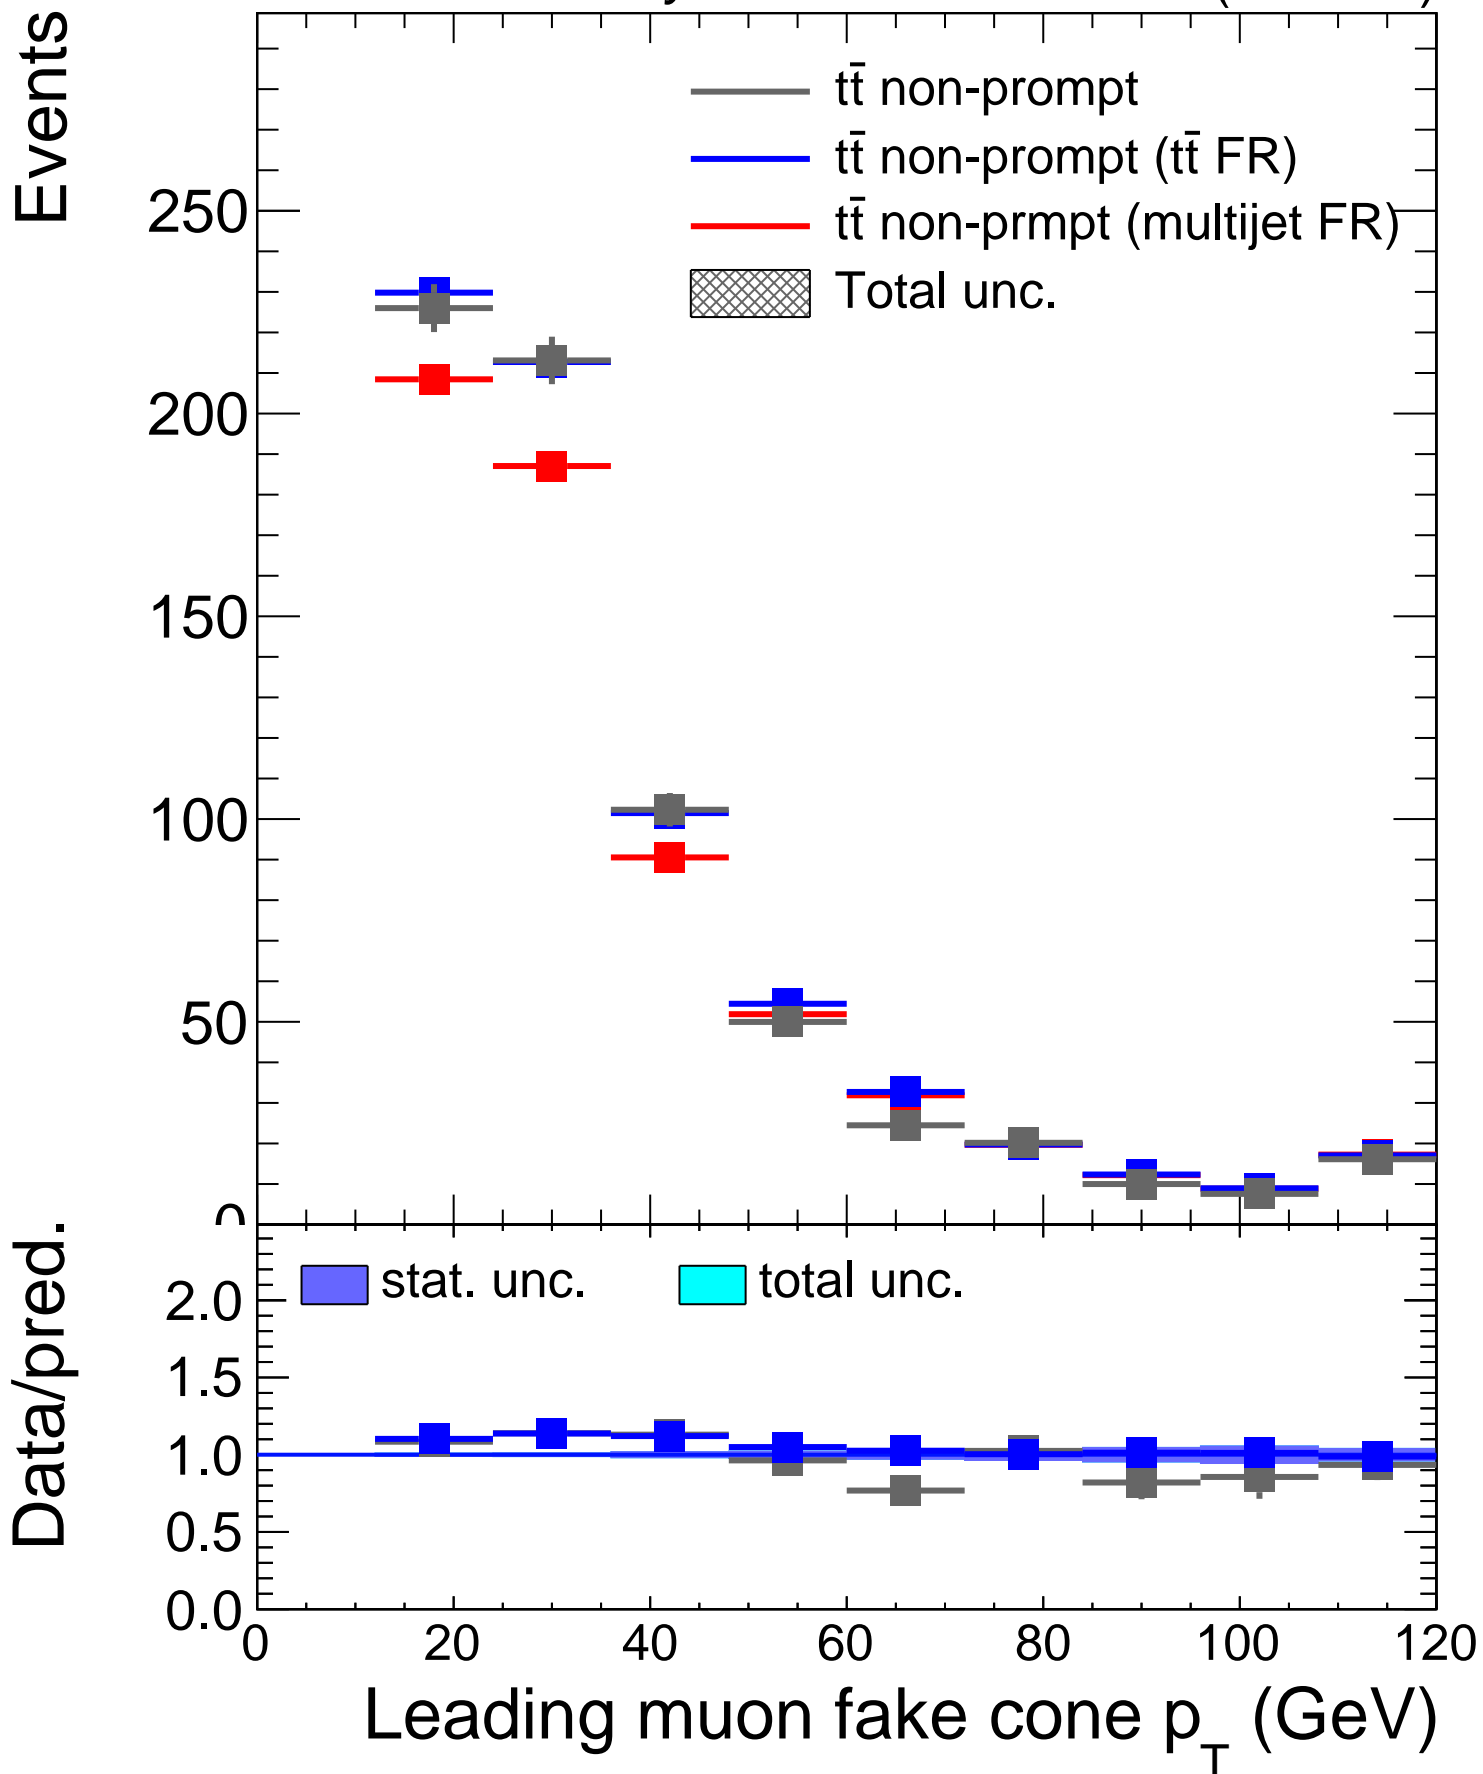 Events
tt̄ non-prompt
tt̄ non-prompt (tt̄ FR)
tt̄ non-prmpt (multijet FR)
Total unc.
250
200
150
100
50
0
Data/pred.
stat. unc.
total unc.
2.0
1.5
1.0
0.5
0.0
0 20 40 60 80 100 120
Leading muon fake cone p_T (GeV)